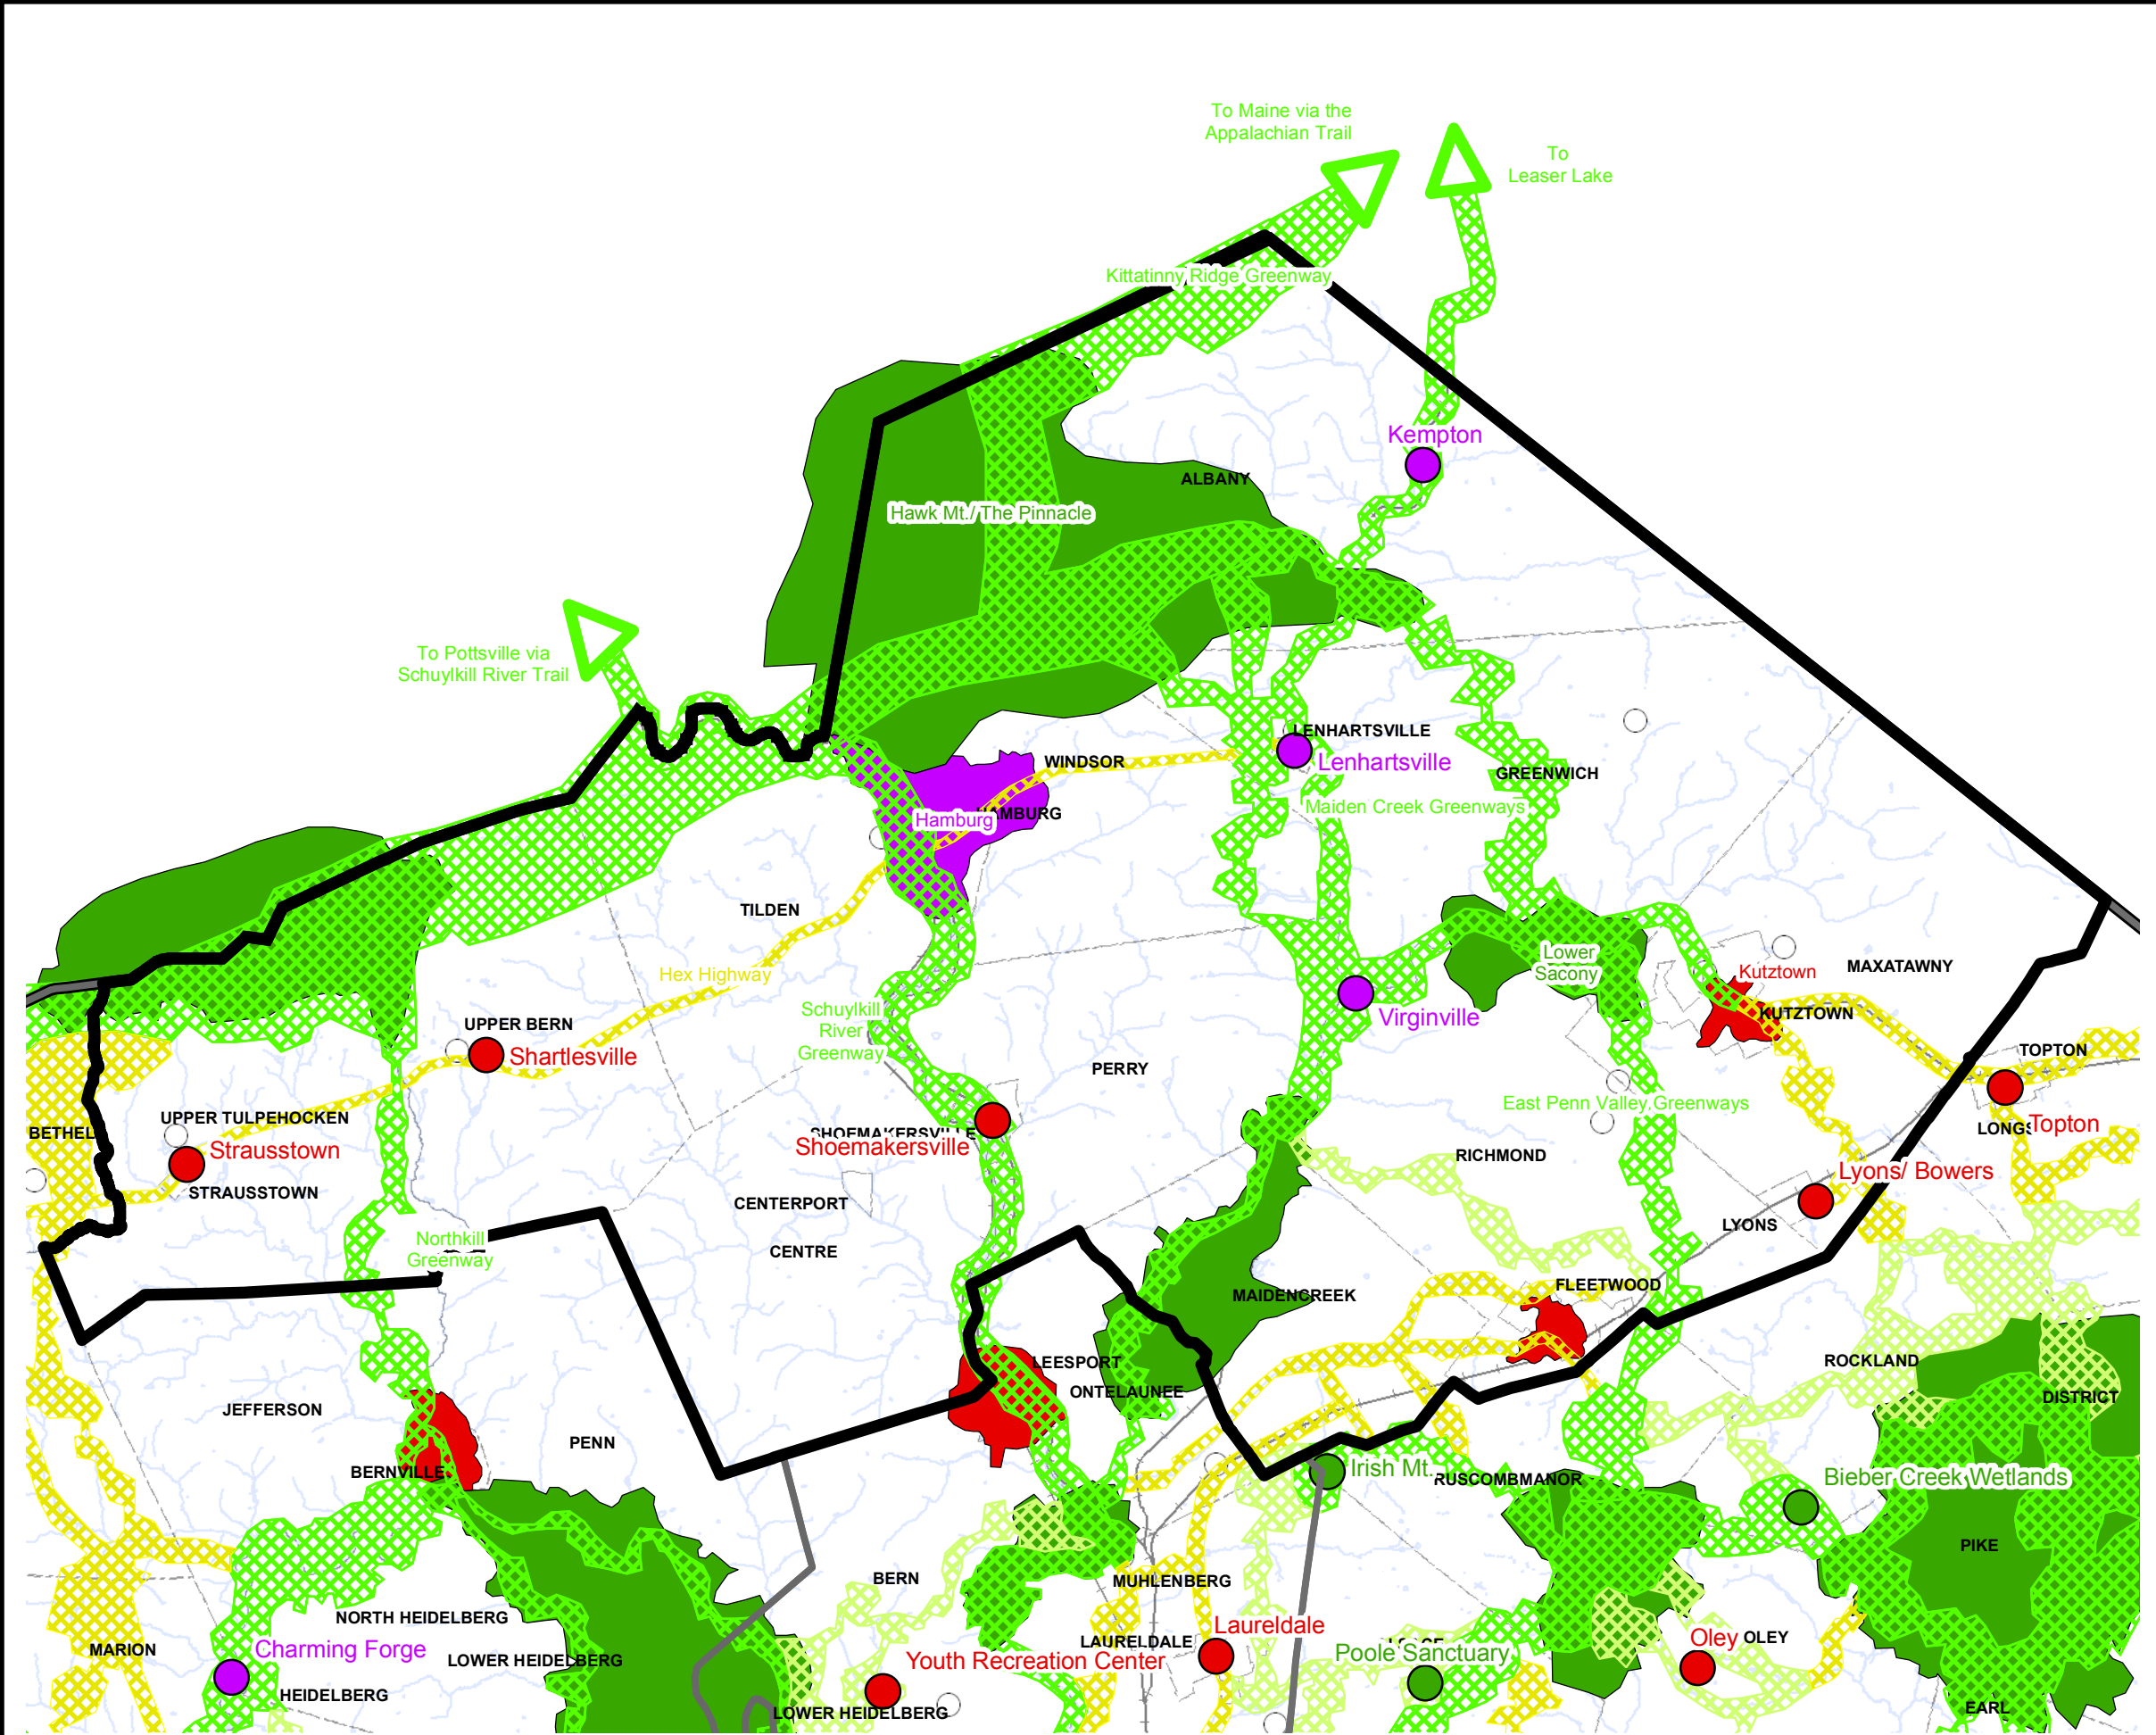 To Maine via the
Appalachian Trail
To
Leaser Lake
Kittatinny Ridge Greenway
Kempton
ALBANY
Hawk Mt./The Pinnacle
To Pottsville via
Schuylkill River Trail
LENHARTSVILLE
Lenhartsville
WINDSOR
GREENWICH
Maiden Creek Greenways
Hamburg
HAMBURG
TILDEN
Lower
Sacony
Hex Highway
Kutztown
MAXATAWNY
KUTZTOWN
Schuylkill
River
Greenway
Virginville
UPPER BERN
Shartlesville
PERRY
TOPTON
East Penn Valley Greenways
UPPER TULPEHOCKEN
BETHEL
Strausstown
STRAUSSTOWN
SHOEMAKERSVILLE
Shoemakersville
LONGS
Topton
RICHMOND
Lyons/ Bowers
LYONS
CENTERPORT
CENTRE
Northkill
Greenway
MAIDENCREEK
FLEETWOOD
LEESPORT
ONTELAUNEE
ROCKLAND
DISTRICT
JEFFERSON
PENN
BERNVILLE
Irish Mt.
RUSCOMBMANOR
Bieber Creek Wetlands
PIKE
BERN
MUHLENBERG
NORTH HEIDELBERG
Laureldale
LAURELDALE
MARION
Charming Forge
LOWER HEIDELBERG
Youth Recreation Center
Poole Sanctuary
Oley
OLEY
HEIDELBERG
LOWER HEIDELBERG
EARL